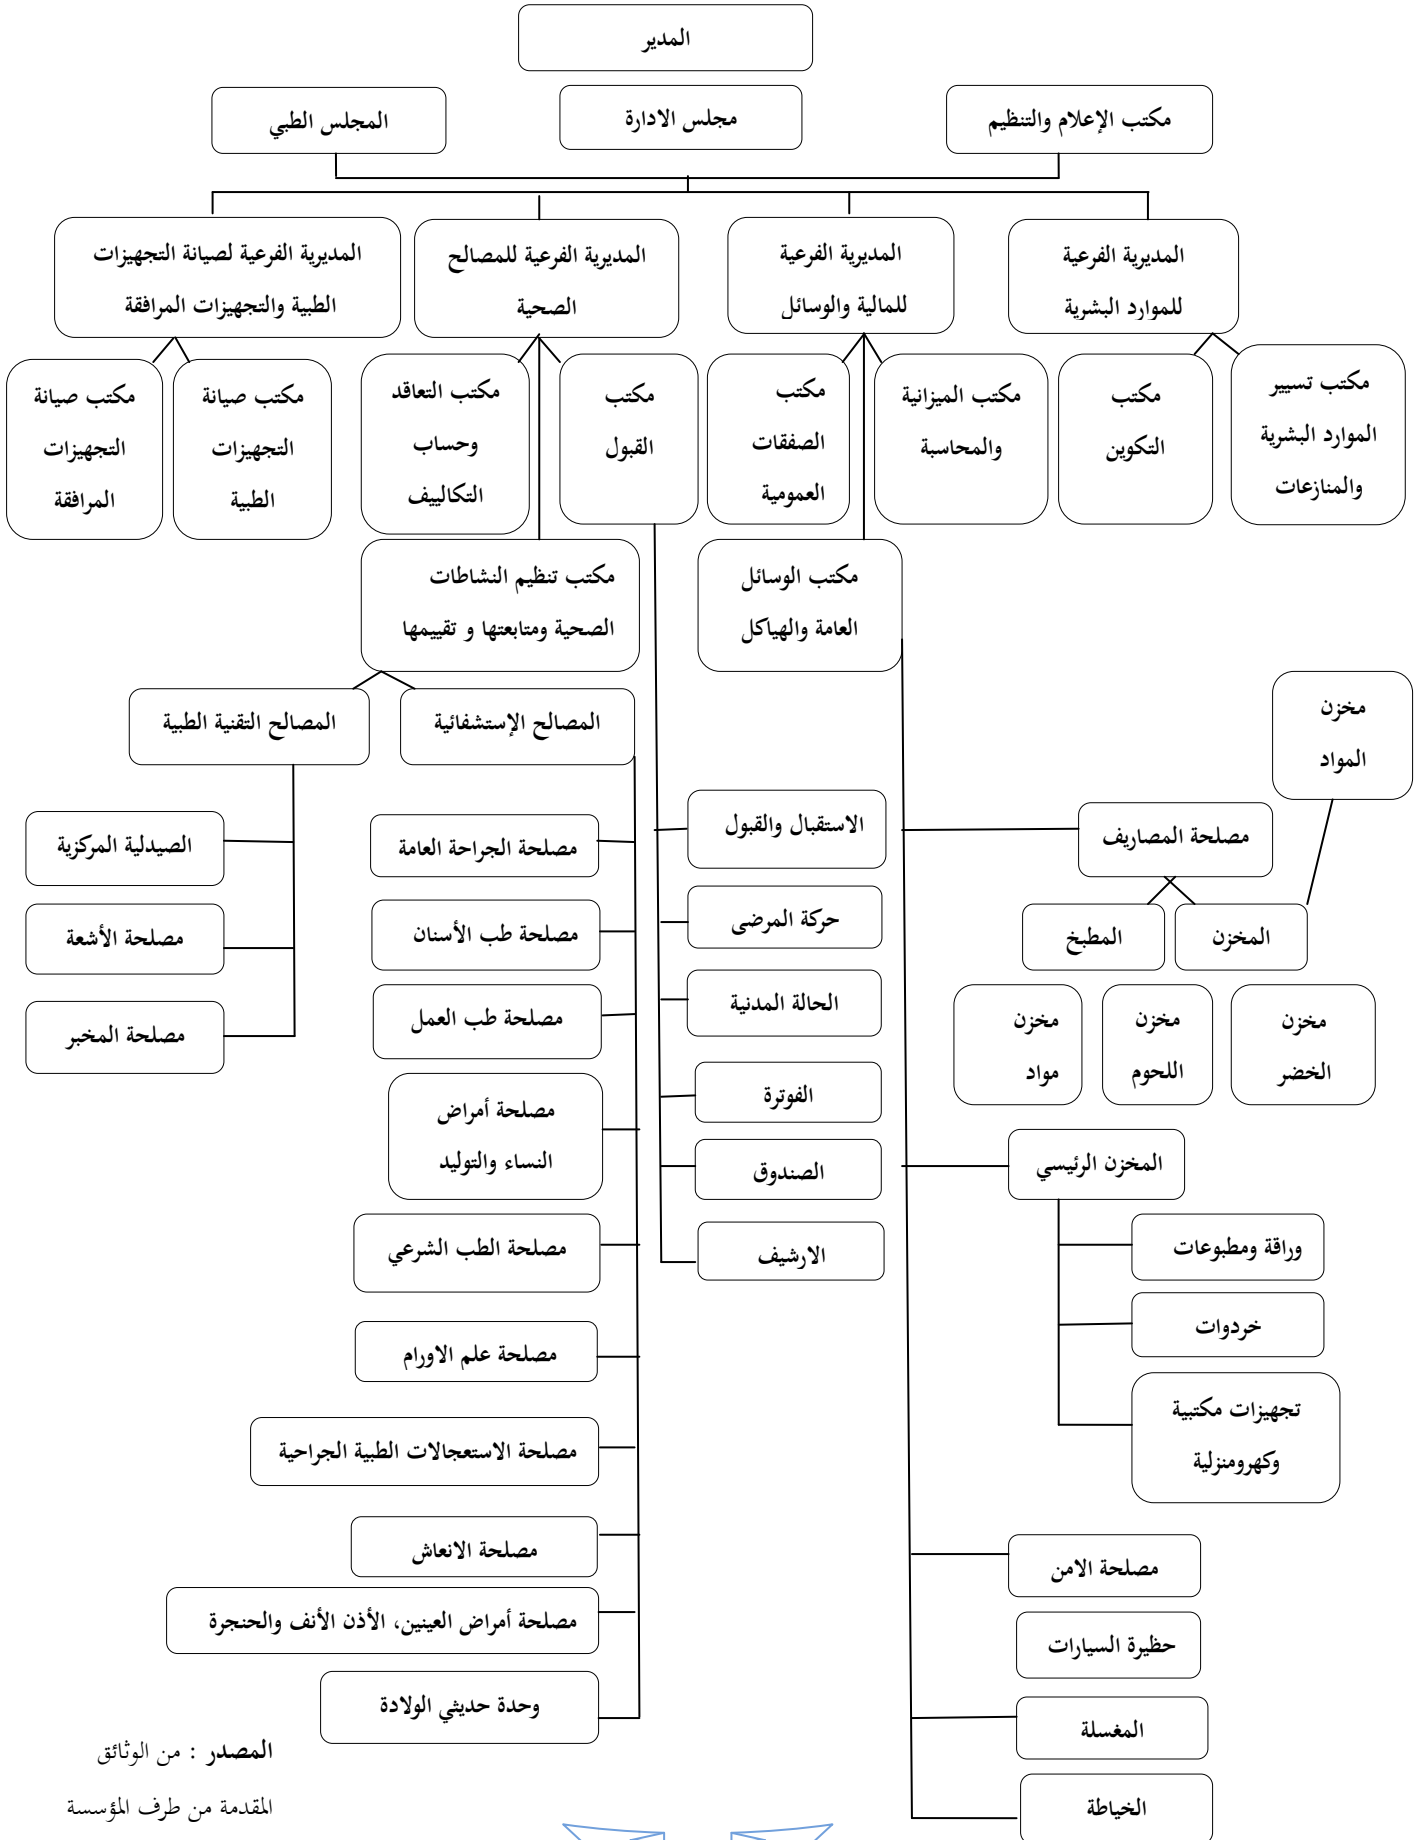 المدير
مكتب الإعلام والتنظيم
مجلس الادارة
المجلس الطبي
المديرية الفرعية
للموارد البشرية
المديرية الفرعية
للمالية والوسائل
المديرية الفرعية للمصالح
الصحية
المديرية الفرعية لصيانة التجهيزات
الطبية والتجهيزات المرافقة
مكتب تسيير
الموارد البشرية
والمنازعات
مكتب
التكوين
مكتب الميزانية
والمحاسبة
مكتب
الصفقات
العمومية
مكتب
القبول
مكتب التعاقد
وحساب
التكالييف
مكتب صيانة
التجهيزات
الطبية
مكتب صيانة
التجهيزات
المرافقة
مكتب الوسائل
العامة والهياكل
مكتب تنظيم النشاطات
الصحية ومتابعتها و تقييمها
مخزن
المواد
المصالح الإستشفائية
المصالح التقنية الطبية
مصلحة المصاريف
المخزن
المطبخ
مخزن
الخضر
مخزن
اللحوم
مخزن
مواد
المخزن الرئيسي
وراقة ومطبوعات
خردوات
تجهيزات مكتبية
وكهرومنزلية
مصلحة الامن
حظيرة السيارات
المغسلة
الخياطة
الاستقبال والقبول
حركة المرضى
الحالة المدنية
الفوترة
الصندوق
الارشيف
مصلحة الجراحة العامة
مصلحة طب الأسنان
مصلحة طب العمل
مصلحة أمراض
النساء والتوليد
مصلحة الطب الشرعي
مصلحة علم الاورام
مصلحة الاستعجالات الطبية الجراحية
مصلحة الانعاش
مصلحة أمراض العينين، الأذن الأنف والحنجرة
وحدة حديثي الولادة
الصيدلية المركزية
مصلحة الأشعة
مصلحة المخبر
المصدر : من الوثائق
المقدمة من طرف المؤسسة